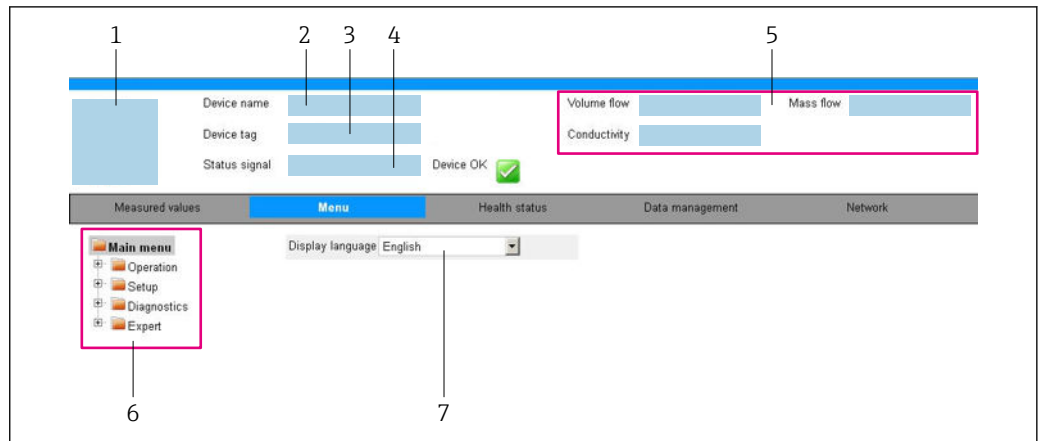 1 2 3 4 5
Device name Volume flow Mass flow
Device tag Conductivity
Status signal Device OK
Measured values Menu Health status Data management Network
Main menu Display language English
Operation
Setup
Diagnostics
Expert
6 7